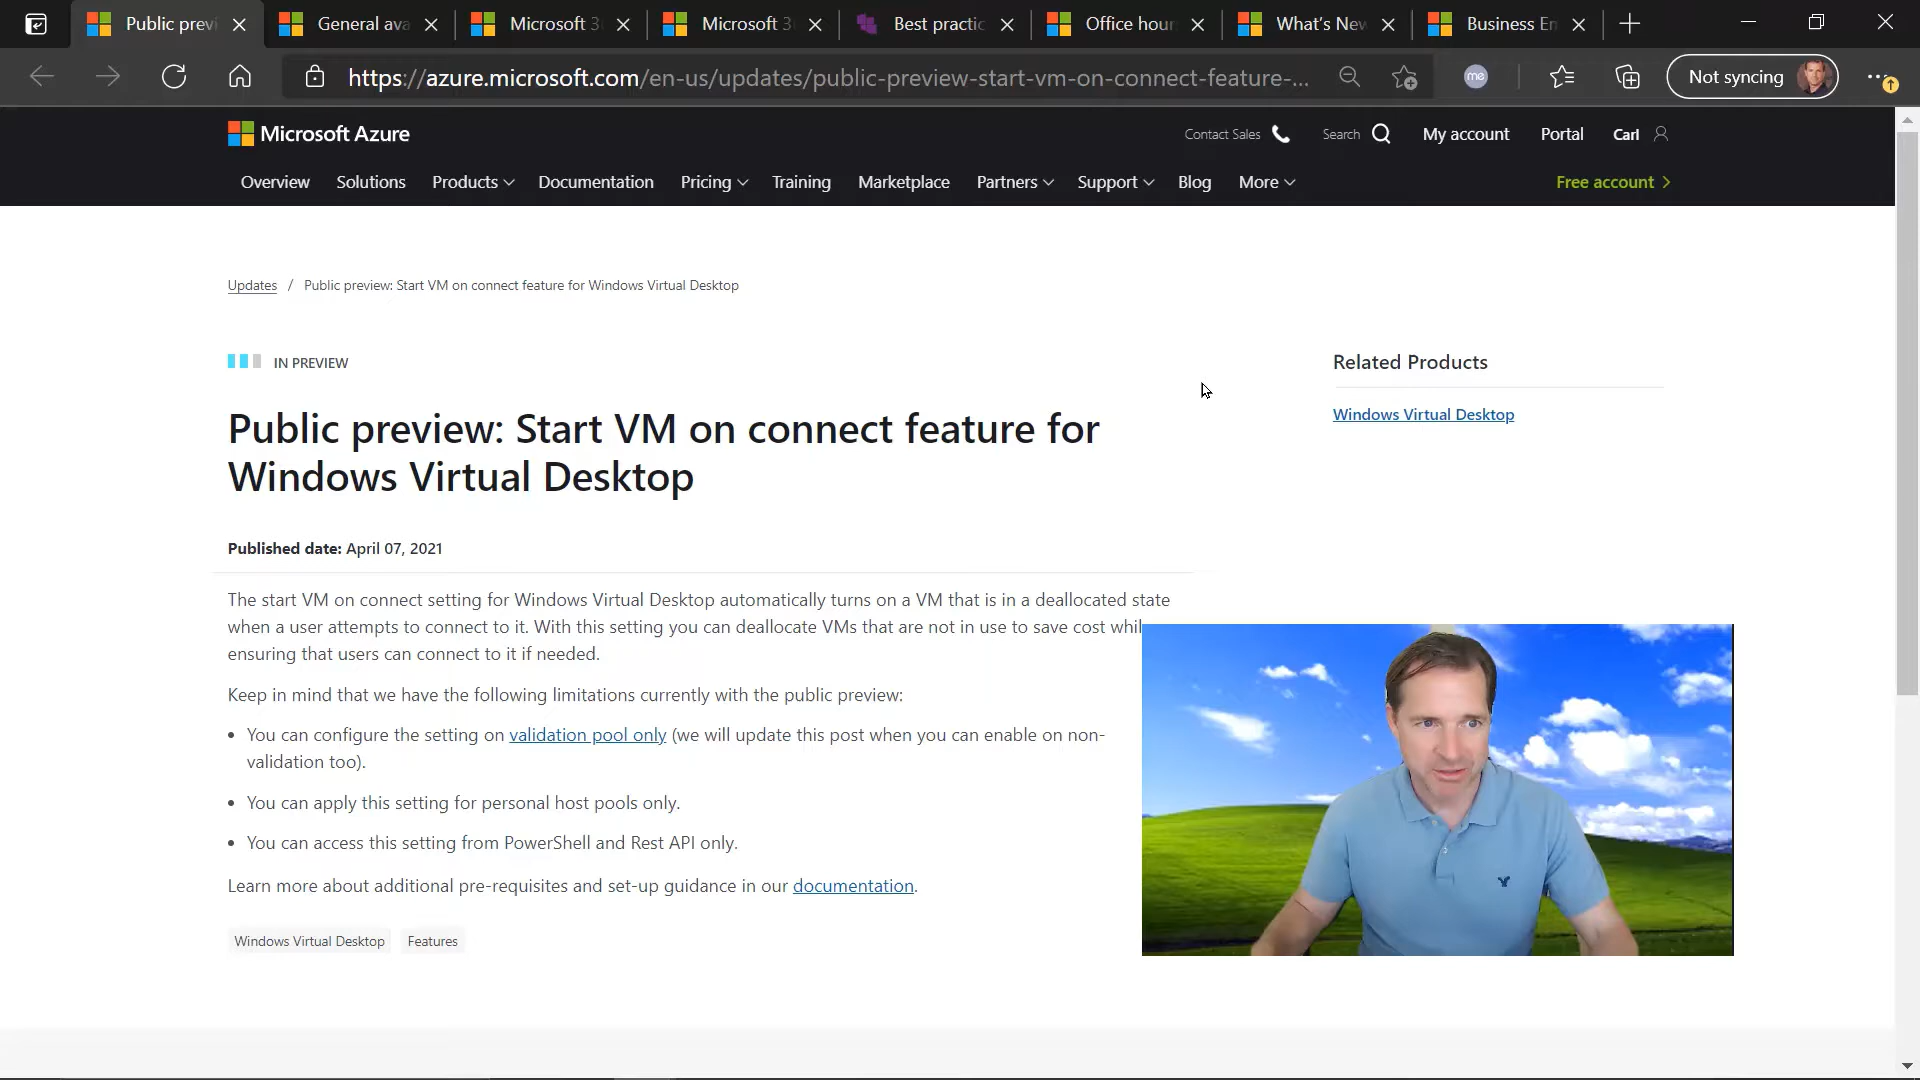 Public previ
General ava
Microsoft 3
Microsoft 3
Best practic
Office hour
What's New
Business En
https://azure.microsoft.com/en-us/updates/public-preview-start-vm-on-connect-feature-...
me
Not syncing
Microsoft Azure
Contact Sales
Search
My account
Portal
Carl
Overview
Solutions
Products
Documentation
Pricing
Training
Marketplace
Partners
Support
Blog
More
Free account
Updates / Public preview: Start VM on connect feature for Windows Virtual Desktop
IN PREVIEW
Related Products
Windows Virtual Desktop
Public preview: Start VM on connect feature for
Windows Virtual Desktop
Published date: April 07, 2021
The start VM on connect setting for Windows Virtual Desktop automatically turns on a VM that is in a deallocated state
when a user attempts to connect to it. With this setting you can deallocate VMs that are not in use to save cost whil
ensuring that users can connect to it if needed.
Keep in mind that we have the following limitations currently with the public preview:
• You can configure the setting on validation pool only (we will update this post when you can enable on non-
validation too).
• You can apply this setting for personal host pools only.
• You can access this setting from PowerShell and Rest API only.
Learn more about additional pre-requisites and set-up guidance in our documentation.
Windows Virtual Desktop
Features